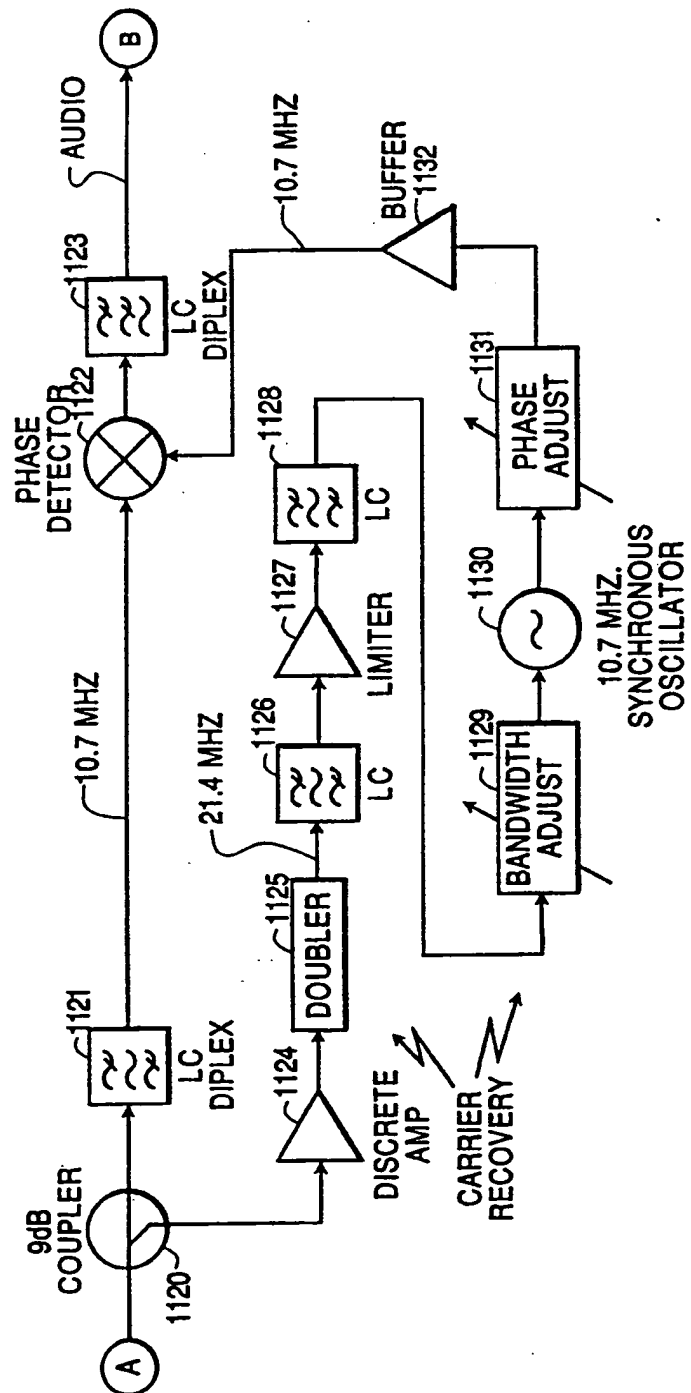 A
9dB
COUPLER
1120
1121
LC
DIPLEX
10.7 MHZ
PHASE
DETECTOR
1122
1123
LC
DIPLEX
AUDIO
B
1124
DISCRETE
AMP
1125
DOUBLER
21.4 MHZ
1126
LC
1127
LIMITER
1128
LC
10.7 MHZ
BUFFER
1132
CARRIER
RECOVERY
1129
BANDWIDTH
ADJUST
1130
10.7 MHZ.
SYNCHRONOUS
OSCILLATOR
1131
PHASE
ADJUST